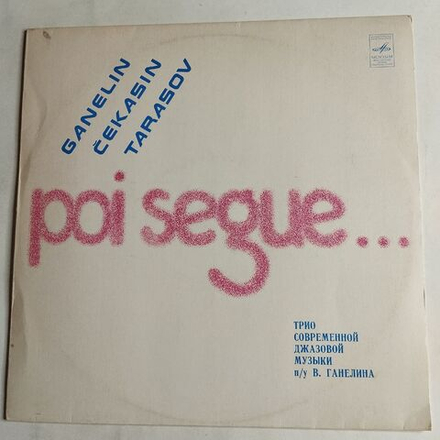 GANELIN
ČEKASIN
TARASOV
poi segue...
ТРИО
СОВРЕМЕННОЙ
ДЖАЗОВОЙ
МУЗЫКИ
п/у В. ГАНЕЛИНА